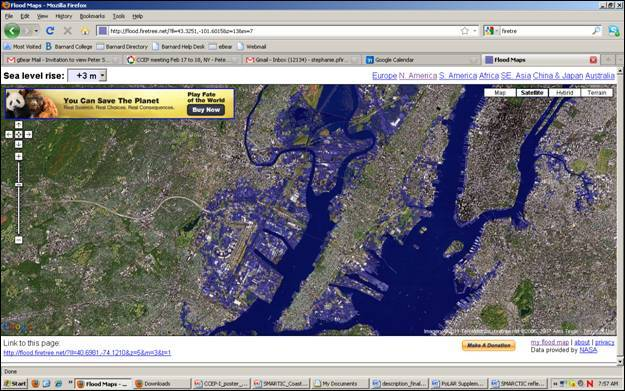 Flood Maps - Mozilla Firefox
File Edit View History Bookmarks Tools Help
http://flood.firetree.net/?ll=43.3251,-101.6015&z=13&m=7
firetre
Most Visited Barnard College Barnard Directory Barnard Help Desk eBear Google Maps
gBear Mail - Invitation to view Peter S...
CCEP meeting Feb 17 to 18, NY - Pete...
Gmail - Inbox (12134) - stephanie.pfir...
Google Calendar
Flood Maps
Sea level rise: +3 m
Europe N. America S. America Africa SE. Asia China & Japan Australia
You Can Save The Planet
Real Science. Real Choices. Real Consequences.
Play Fate of the World
Buy Now
Map Satellite Hybrid Terrain
Link to this page:
http://flood.firetree.net/?ll=40.6981,-74.1210&z=5&m=3&t=1
Make A Donation
my flood map | about | privacy
Data provided by NASA
Done
Start Flood Maps - ... Downloads CCEP-I_poster_... SMARTIC_Coast... My Documents description_final... PoLAR Supplem... SMARTIC refle... 7:57 AM